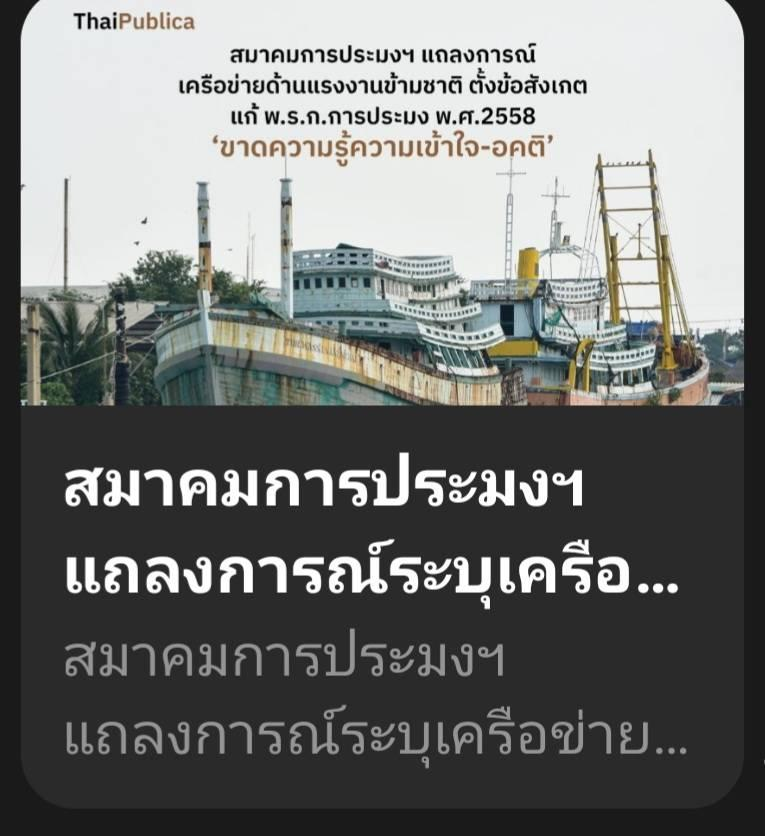 ThaiPublica
สมาคมการประมงฯ แถลงการณ์
เครือข่ายด้านแรงงานข้ามชาติ ตั้งข้อสังเกต
แก้ พ.ร.ก.การประมง พ.ศ.2558
‘ขาดความรู้ความเข้าใจ-อคติ’
สมาคมการประมงฯ
แถลงการณ์ระบุเครือ...
สมาคมการประมงฯ
แถลงการณ์ระบุเครือข่าย...